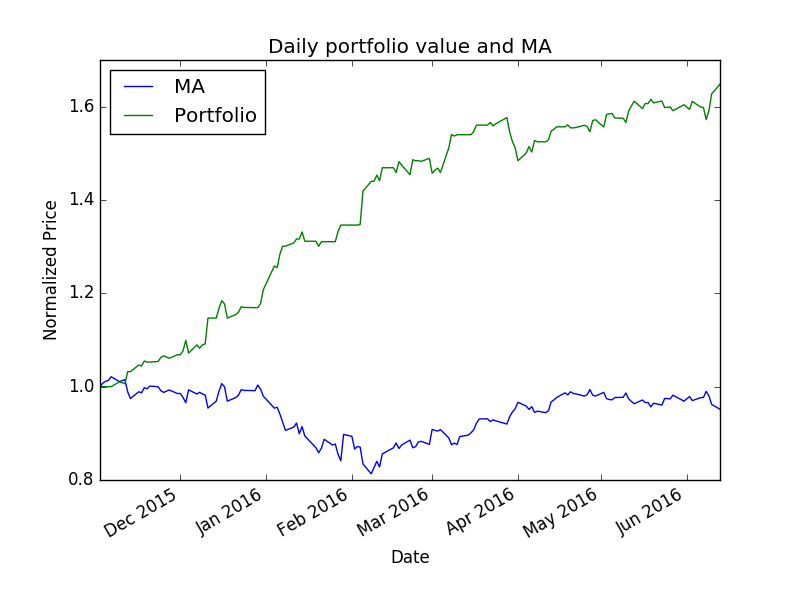 Daily portfolio value and MA
MA
Portfolio
1.6
1.4
1.2
1.0
0.8
Normalized Price
Dec 2015
Jan 2016
Feb 2016
Mar 2016
Apr 2016
May 2016
Jun 2016
Date